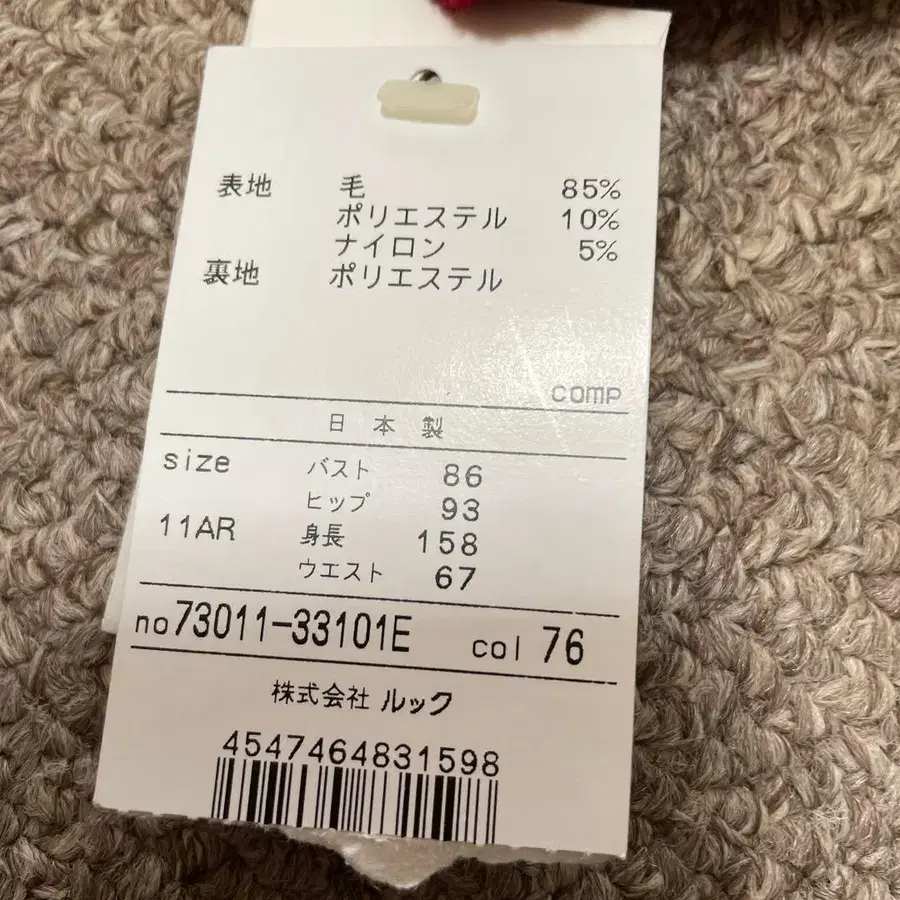 表地 毛 85%
ポリエステル 10%
ナイロン 5%
裏地 ポリエステル
comp
日本製
size バスト 86
ヒップ 93
11AR 身長 158
ウエスト 67
no73011-33101E col 76
株式会社 ルック
4547464831598